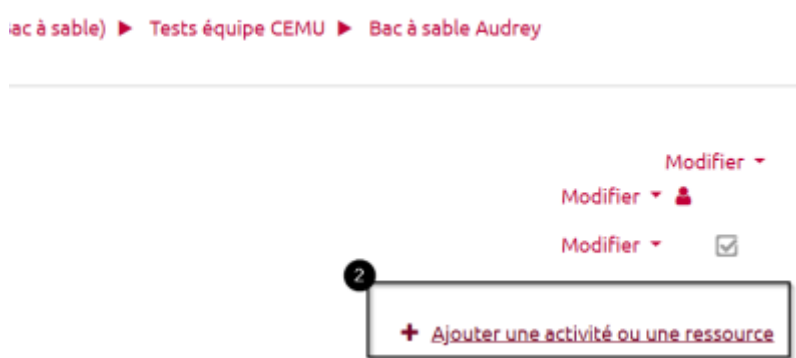 ac à sable) ▶ Tests équipe CEMU ▶ Bac à sable Audrey
Modifier
Modifier
Modifier
2
+ Ajouter une activité ou une ressource